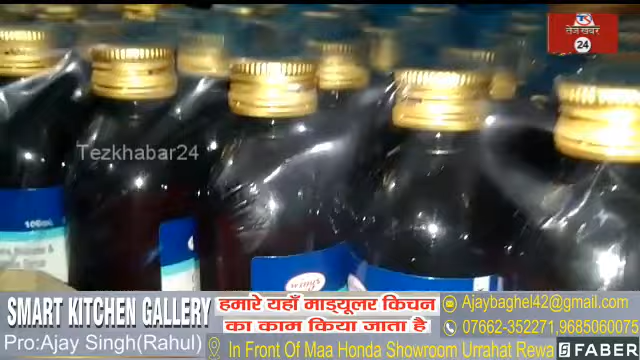 तेज खबर
24
Tezkhabar24
100ml
wings
SMART KITCHEN GALLERY
Pro:Ajay Singh(Rahul)
हमारे यहाँ माड्यूलर किचन
का काम किया जाता है
Ajaybaghel42@gmail.com
07662-352271,9685060075
In Front Of Maa Honda Showroom Urrahat Rewa
FABER